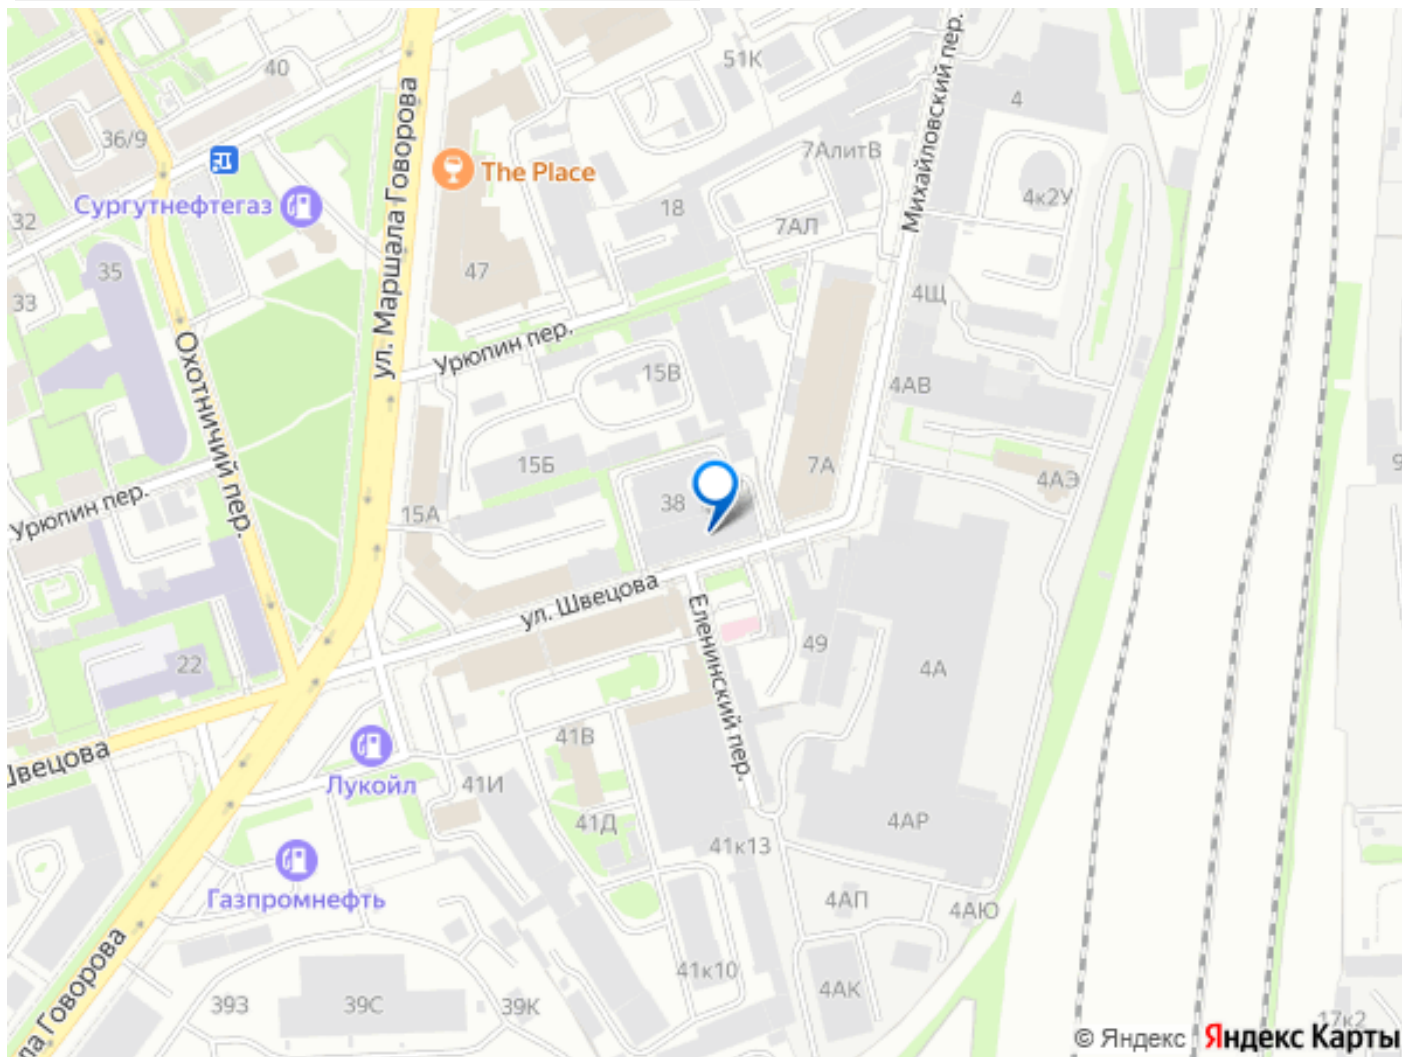 40
51К
4
36/9
The Place
7АлитВ
Михайловский пер.
4к2У
Сургутнефтегаз
32
18
7АЛ
ул. Маршала Говорова
35
47
33
4Щ
Урюпин пер.
Охотничий пер.
15В
4АВ
15Б
7А
4АЭ
9
Урюпин пер.
38
15А
ул. Швецова
Еленинский пер.
49
22
4А
41В
Швецова
Лукойл
41И
41Д
4АР
41к13
Газпромнефть
4АП
4АЮ
41к10
ла Говорова
39З
39С
39К
4АК
17к2
© Яндекс Яндекс Карты